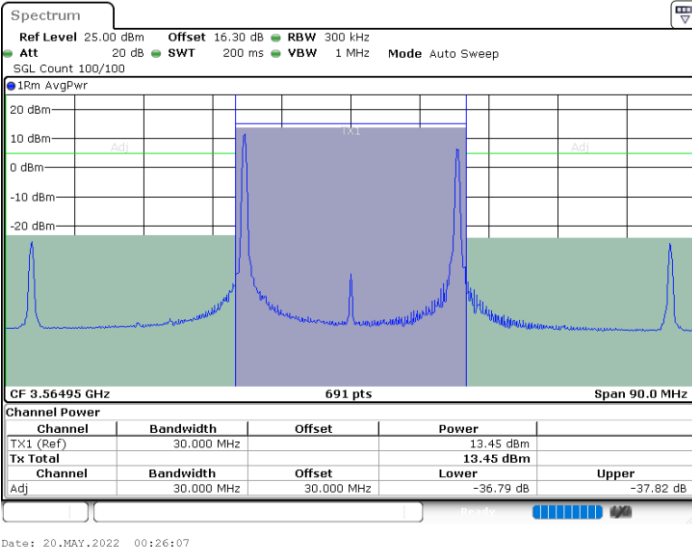 Spectrum
Ref Level 25.00 dBm Offset 16.30 dB RBW 300 kHz
Att 20 dB SWT 200 ms VBW 1 MHz Mode Auto Sweep
SGL Count 100/100
1Rm AvgPwr
20 dBm
TX1
10 dBm
Adj Adj
0 dBm
-10 dBm
-20 dBm
CF 3.56495 GHz 691 pts Span 90.0 MHz
Channel Power
Channel Bandwidth Offset Power
TX1 (Ref) 30.000 MHz 13.45 dBm
Tx Total 13.45 dBm
Channel Bandwidth Offset Lower Upper
Adj 30.000 MHz 30.000 MHz -36.79 dB -37.82 dB
Ready
Date: 20.MAY.2022 00:26:07